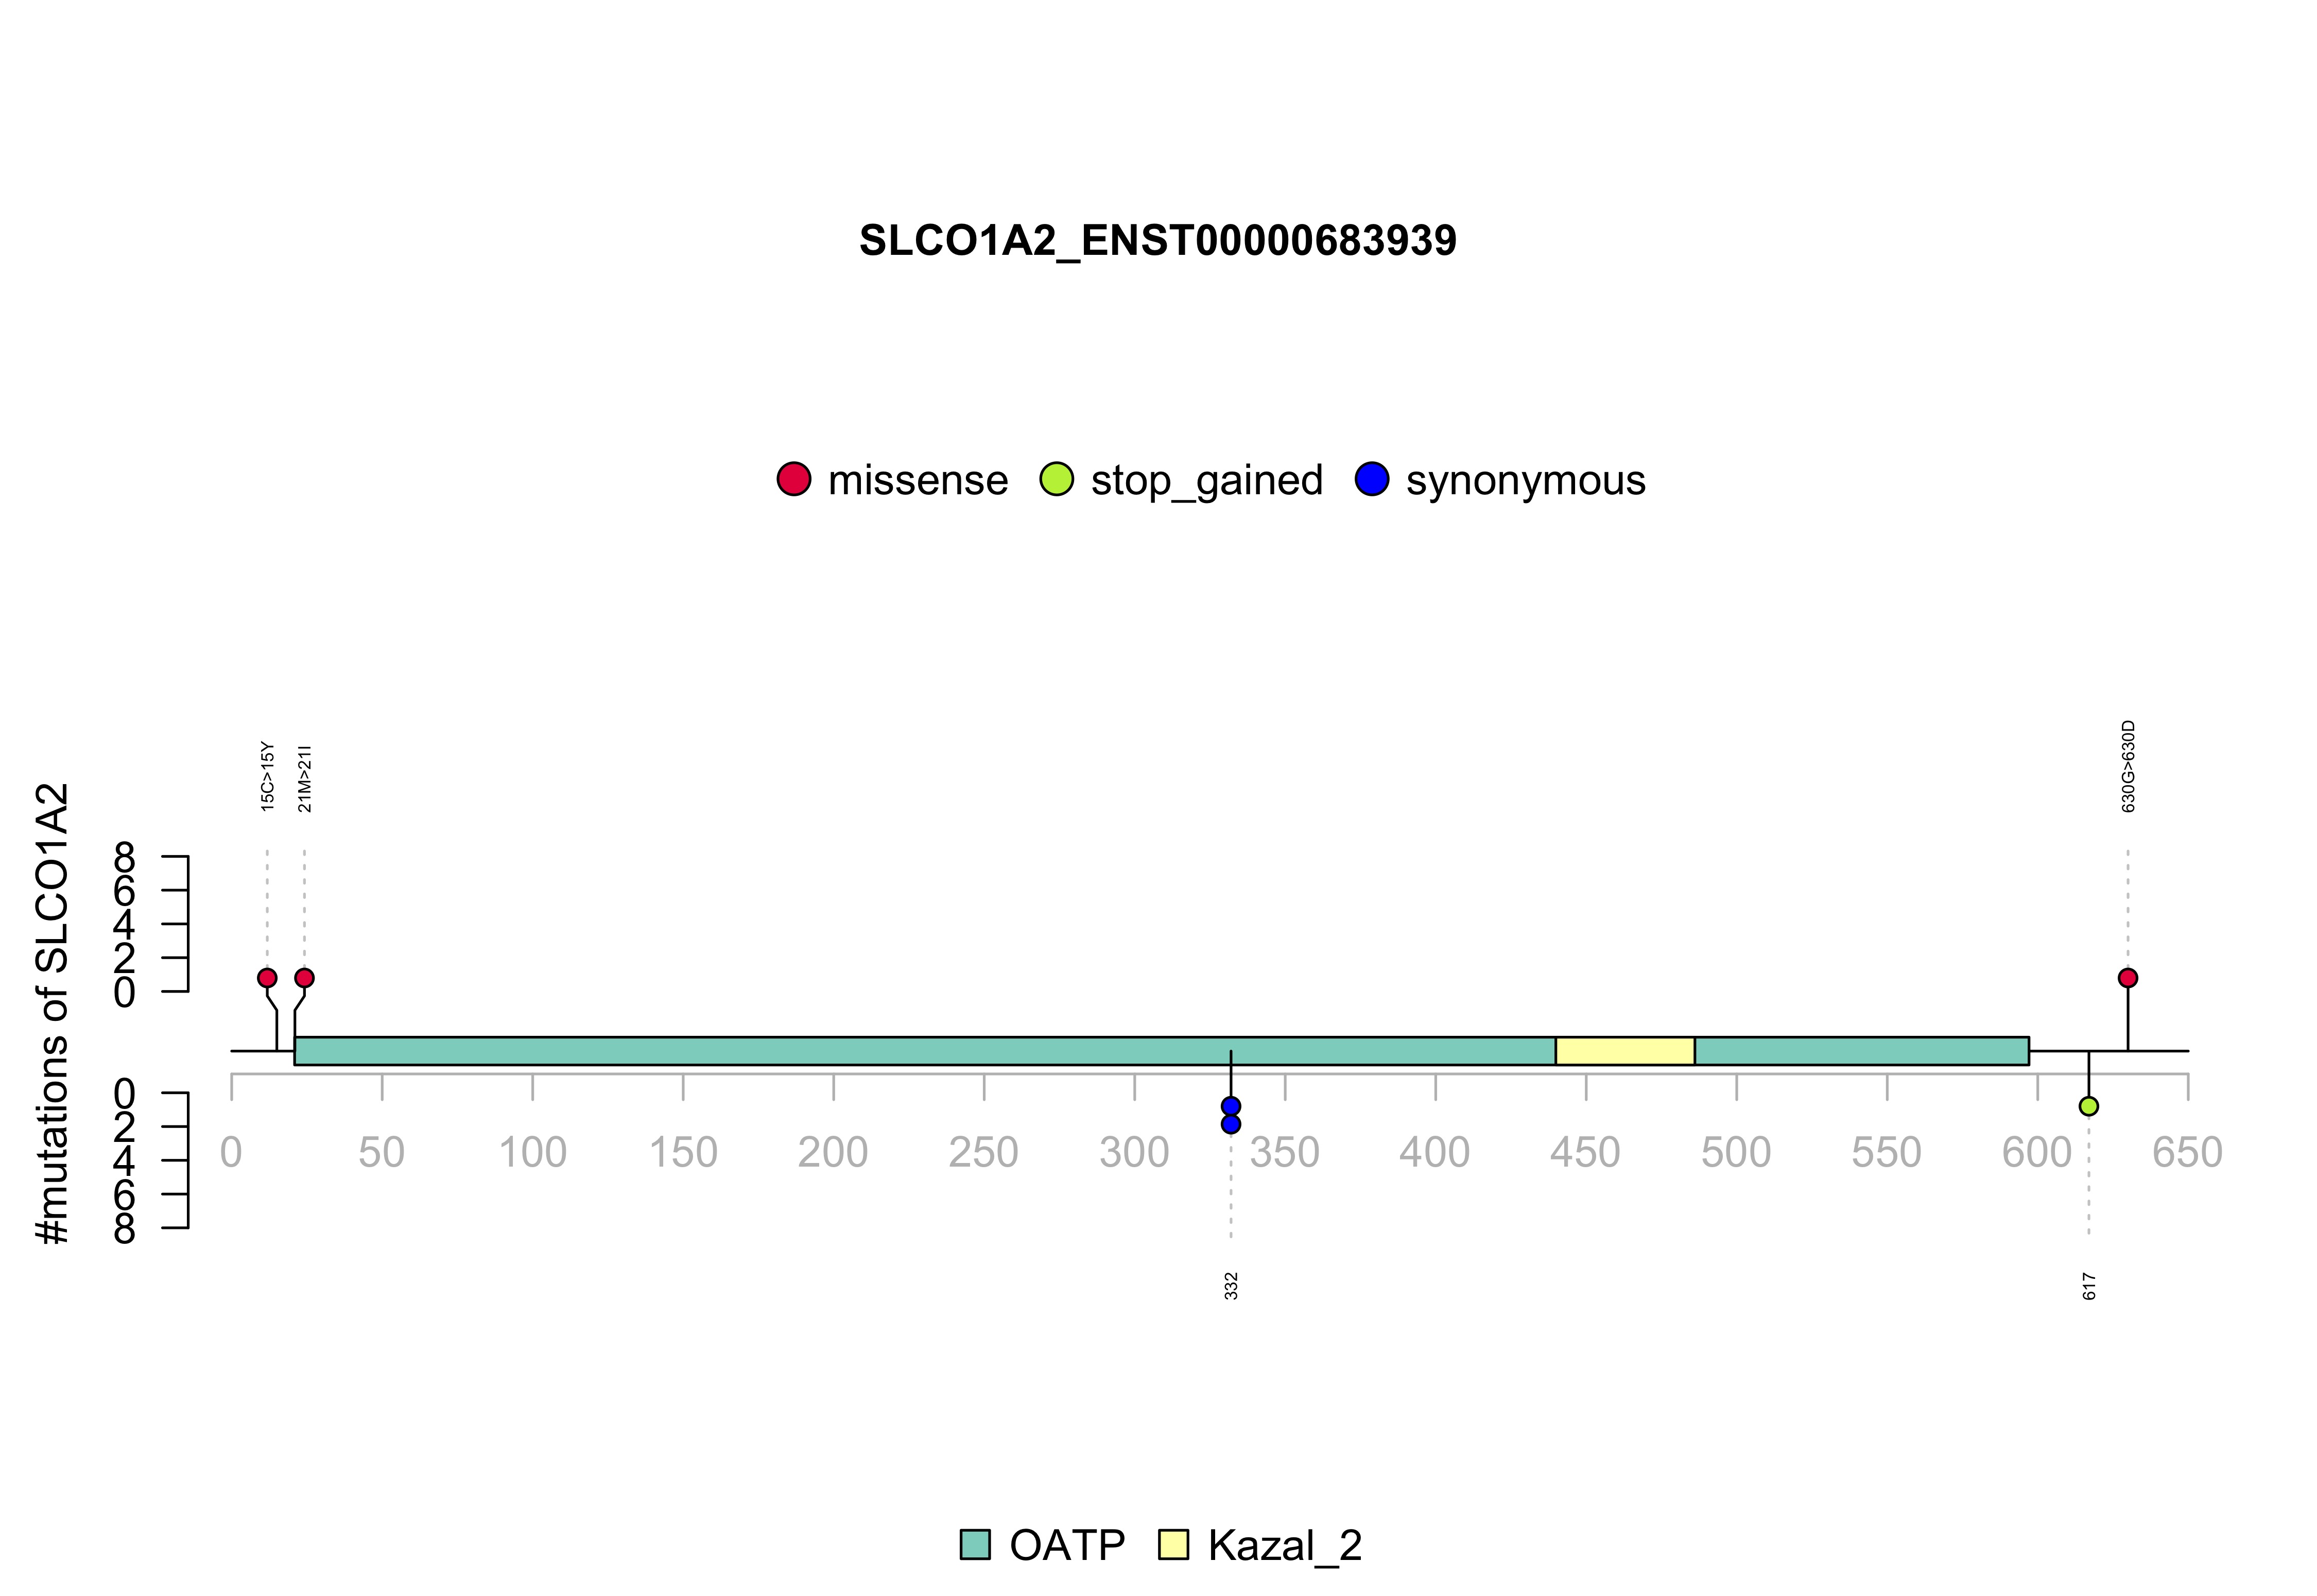 SLCO1A2_ENST00000683939
missense stop_gained synonymous
15C>15Y 21M>21I 630G>630D
#mutations of SLCO1A2
8
6
4
2
0
0
2
4
6
8
0 50 100 150 200 250 300 350 400 450 500 550 600 650
332 617
OATP Kazal_2